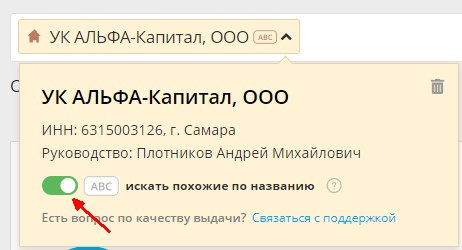 УК АЛЬФА-Капитал, ООО ABC
УК АЛЬФА-Капитал, ООО
ИНН: 6315003126, г. Самара
Руководство: Плотников Андрей Михайлович
ABC искать похожие по названию ?
Есть вопрос по качеству выдачи? Связаться с поддержкой